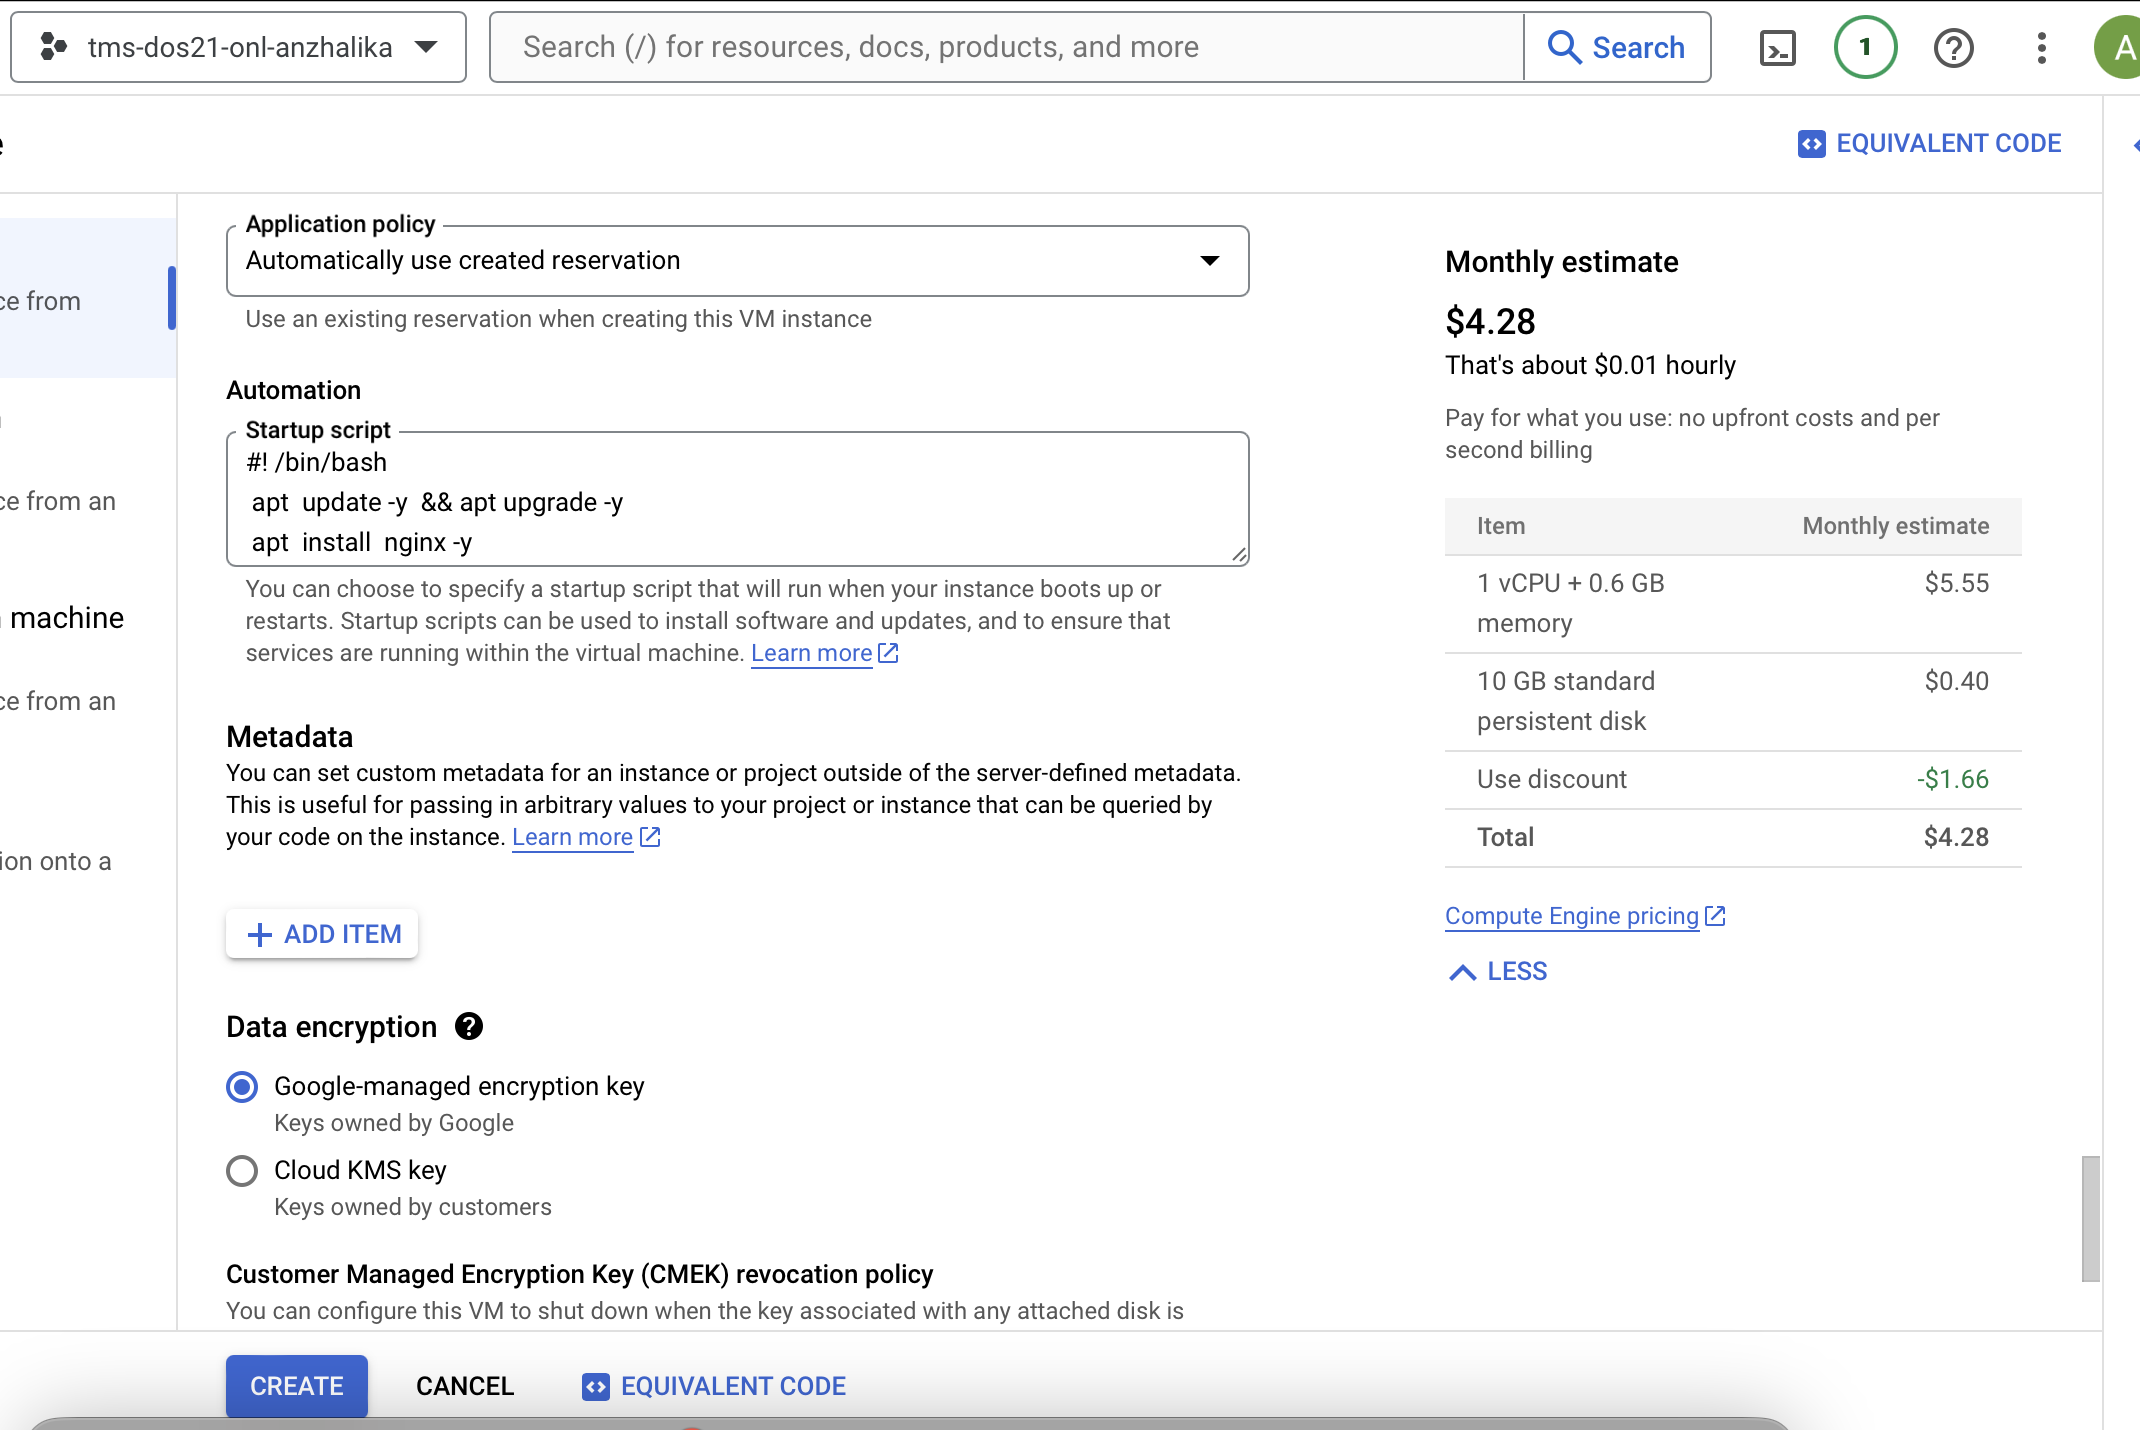 tms-dos21-onl-anzhalika
Search (/) for resources, docs, products, and more
Search
1
A
EQUIVALENT CODE
ce from
ce from an
machine
ce from an
ion onto a
Application policy
Automatically use created reservation
Use an existing reservation when creating this VM instance
Automation
Startup script
#! /bin/bash
apt  update -y  && apt upgrade -y
apt  install  nginx -y
You can choose to specify a startup script that will run when your instance boots up or
restarts. Startup scripts can be used to install software and updates, and to ensure that
services are running within the virtual machine. Learn more
Metadata
You can set custom metadata for an instance or project outside of the server-defined metadata.
This is useful for passing in arbitrary values to your project or instance that can be queried by
your code on the instance. Learn more
+ ADD ITEM
Data encryption
Google-managed encryption key
Keys owned by Google
Cloud KMS key
Keys owned by customers
Customer Managed Encryption Key (CMEK) revocation policy
You can configure this VM to shut down when the key associated with any attached disk is
Monthly estimate
$4.28
That's about $0.01 hourly
Pay for what you use: no upfront costs and per
second billing
Item Monthly estimate
1 vCPU + 0.6 GB $5.55
memory
10 GB standard $0.40
persistent disk
Use discount -$1.66
Total $4.28
Compute Engine pricing
LESS
CREATE CANCEL EQUIVALENT CODE